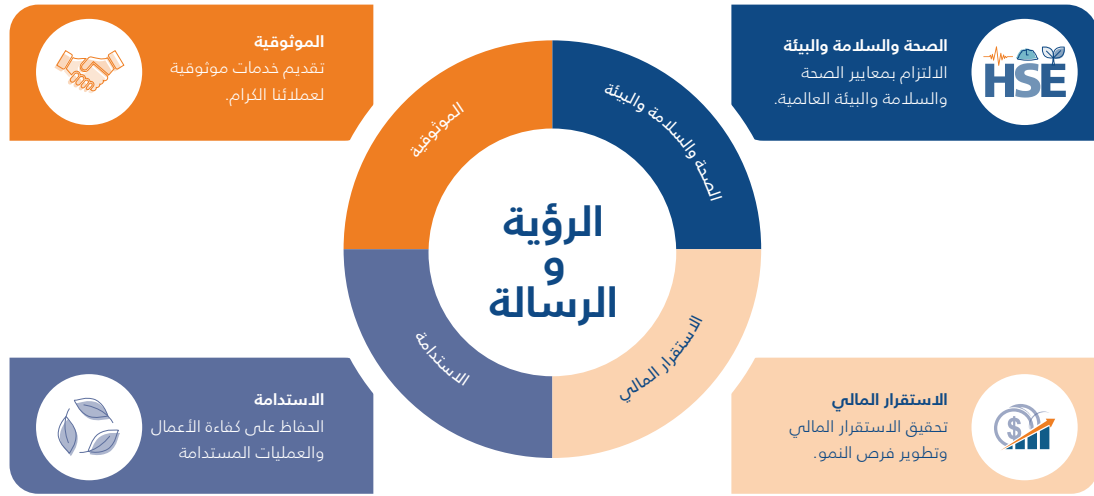 الصحة والسلامة والبيئة
الالتزام بمعايير الصحة
والسلامة والبيئة العالمية.
HSE
الموثوقية
تقديم خدمات موثوقية
لعملائنا الكرام.
الصحة والسلامة والبيئة
الموثوقية
الرؤية
و
الرسالة
الاستقرار المالي
الاستدامة
الاستقرار المالي
تحقيق الاستقرار المالي
وتطوير فرص النمو.
$
الاستدامة
الحفاظ على كفاءة الأعمال
والعمليات المستدامة